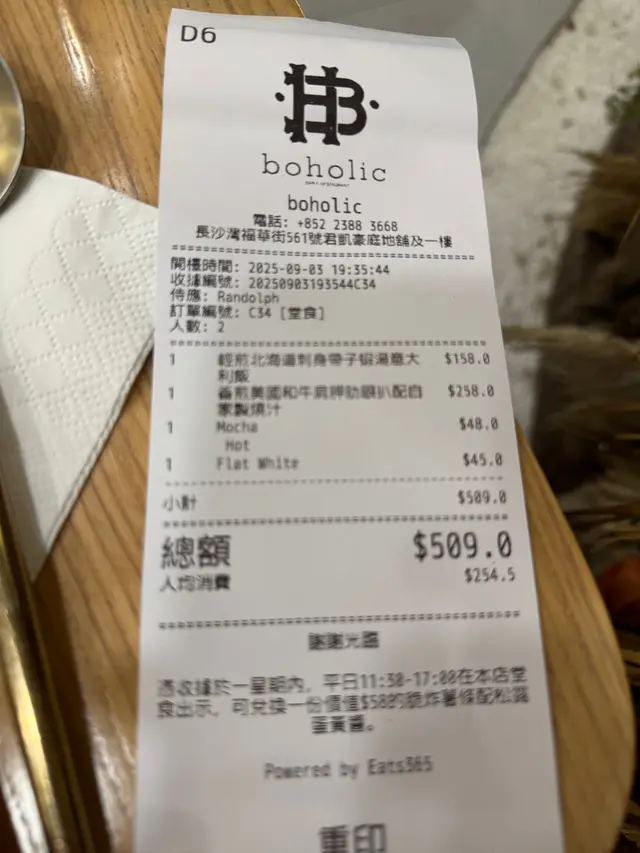 D6
HB
boholic
boholic
電話: +852 2388 3668
長沙灣福華街561號君凱豪庭地舖及一樓
開檯時間: 2025-09-03 19:35:44
收據編號: 20250903193544C34
侍應: Randolph
訂單編號: C34 [堂食]
人數: 2
1 輕煎北海道刺身帶子蝦湯意大 $158.0
利飯
1 香煎美國和牛肩胛肋眼扒配自 $258.0
家製燒汁
1 Mocha $48.0
Hot
1 Flat White $45.0
小計 $509.0
總額 $509.0
人均消費 $254.5
謝謝光臨
憑收據於一星期內，平日11:30-17:00在本店堂
食出示，可兌換一份價值$58的脆炸薯條配松露
蛋黃醬。
Powered by Eats365
重印